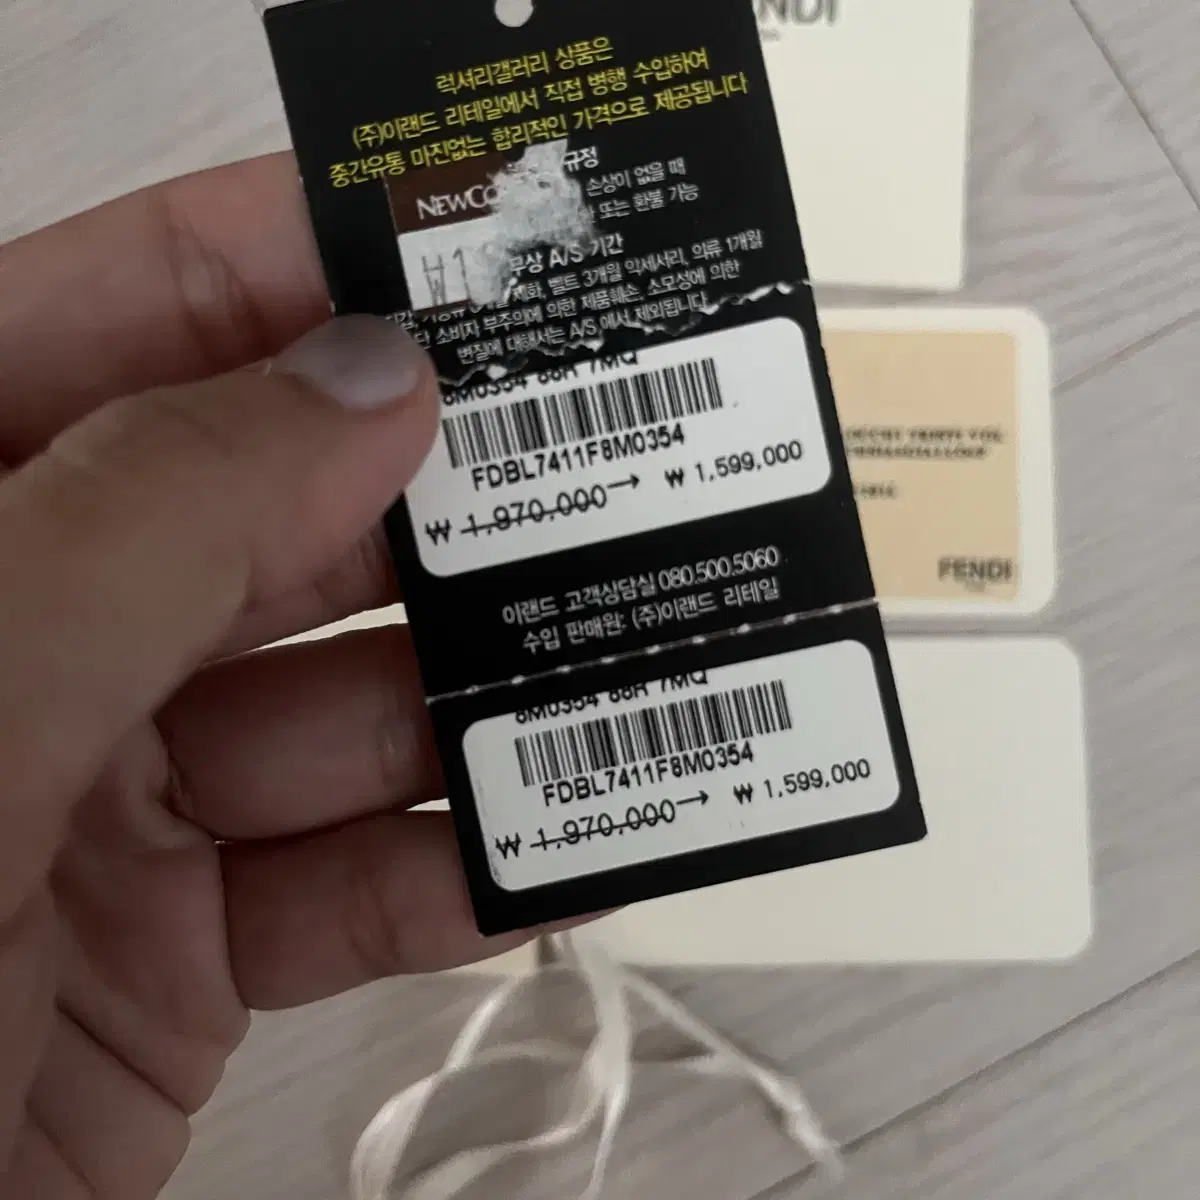 럭셔리갤러리 상품은
(주)이랜드 리테일에서 직접 병행 수입하여
중간유통 마진없는 합리적인 가격으로 제공됩니다
규정
손상이 없을 때
또는 환불 가능
NEWCO
₩1
무상 A/S 기간
제화, 벨트 3개월 악세서리, 의류 1개월
단 소비자 부주의에 의한 제품훼손, 소모성에 의한
변질에 대해서는 A/S 에서 제외됩니다
8M0354 88R 7MQ
FDBL7411F8M0354
₩ 1,970,000→ ₩ 1,599,000
이랜드 고객상담실 080.500.5060
수입 판매원: (주)이랜드 리테일
8M0354 88R 7MQ
FDBL7411F8M0354
₩ 1,970,000→ ₩ 1,599,000
FENDI